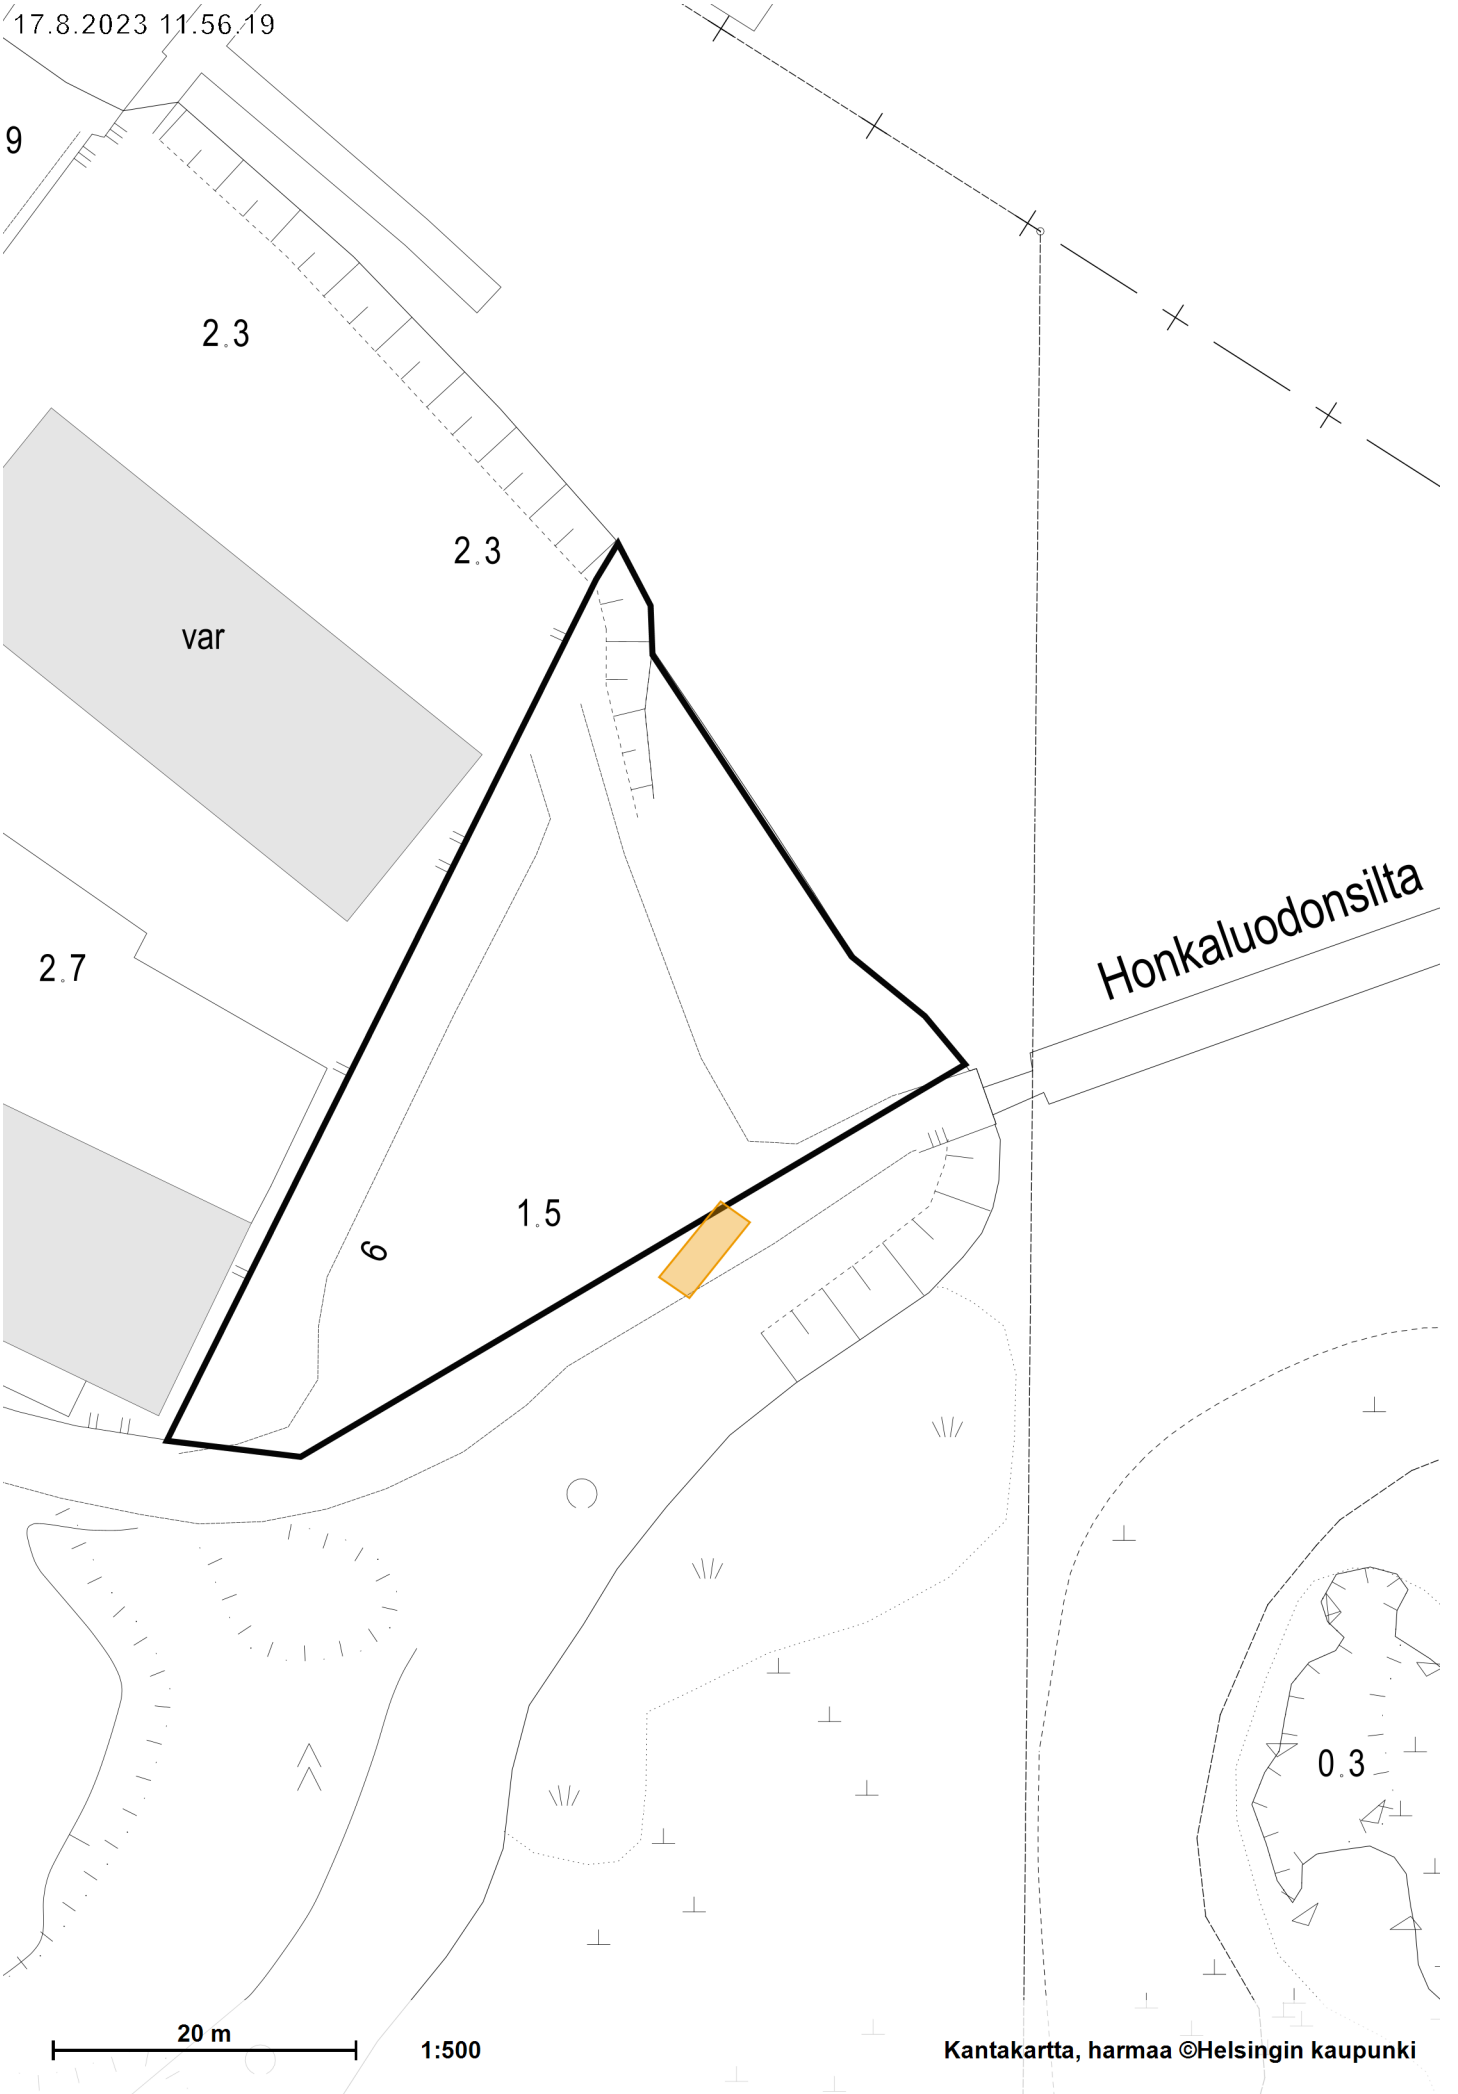 17.8.2023 11.56.19
9
2.3
2.3
var
Honkaluodonsilta
2.7
1.5
6
0.3
20 m
1:500
Kantakartta, harmaa ©Helsingin kaupunki